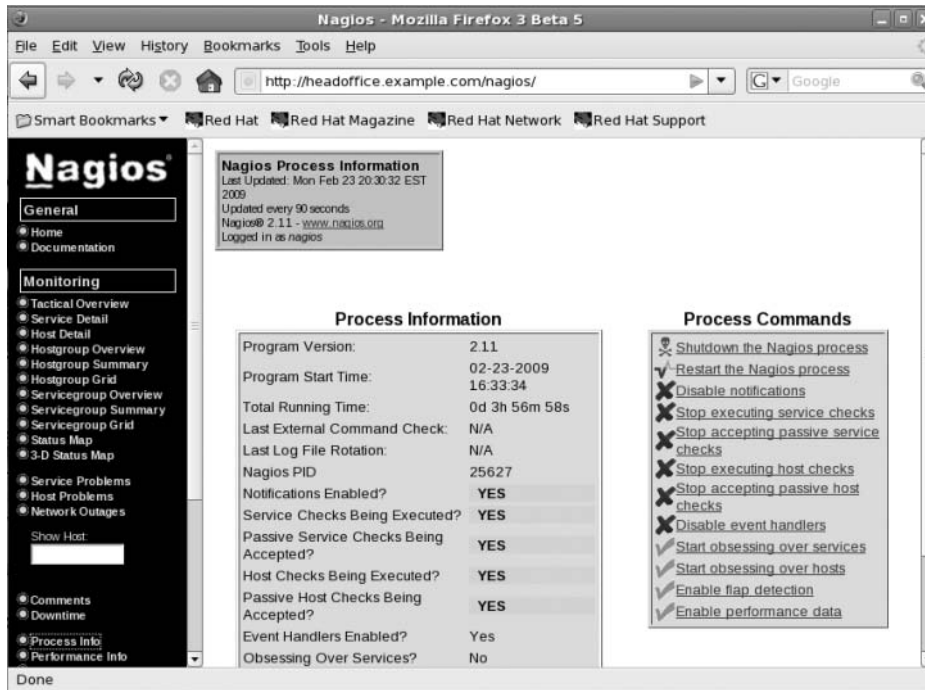 Nagios - Mozilla Firefox 3 Beta 5
File Edit View History Bookmarks Tools Help
http://headoffice.example.com/nagios/
G Google
Smart Bookmarks Red Hat Red Hat Magazine Red Hat Network Red Hat Support
Nagios®
General
Home
Documentation
Monitoring
Tactical Overview
Service Detail
Host Detail
Hostgroup Overview
Hostgroup Summary
Hostgroup Grid
Servicegroup Overview
Servicegroup Summary
Servicegroup Grid
Status Map
3-D Status Map
Service Problems
Host Problems
Network Outages
Show Host:
Comments
Downtime
Process Info
Performance Info
Nagios Process Information
Last Updated: Mon Feb 23 20:30:32 EST
2009
Updated every 90 seconds
Nagios® 2.11 - www.nagios.org
Logged in as nagios
Process Information
Program Version: 2.11
Program Start Time: 02-23-2009
16:33:34
Total Running Time: 0d 3h 56m 58s
Last External Command Check: N/A
Last Log File Rotation: N/A
Nagios PID 25627
Notifications Enabled? YES
Service Checks Being Executed? YES
Passive Service Checks Being
Accepted? YES
Host Checks Being Executed? YES
Passive Host Checks Being
Accepted? YES
Event Handlers Enabled? Yes
Obsessing Over Services? No
Process Commands
Shutdown the Nagios process
Restart the Nagios process
Disable notifications
Stop executing service checks
Stop accepting passive service
checks
Stop executing host checks
Stop accepting passive host
checks
Disable event handlers
Start obsessing over services
Start obsessing over hosts
Enable flap detection
Enable performance data
Done